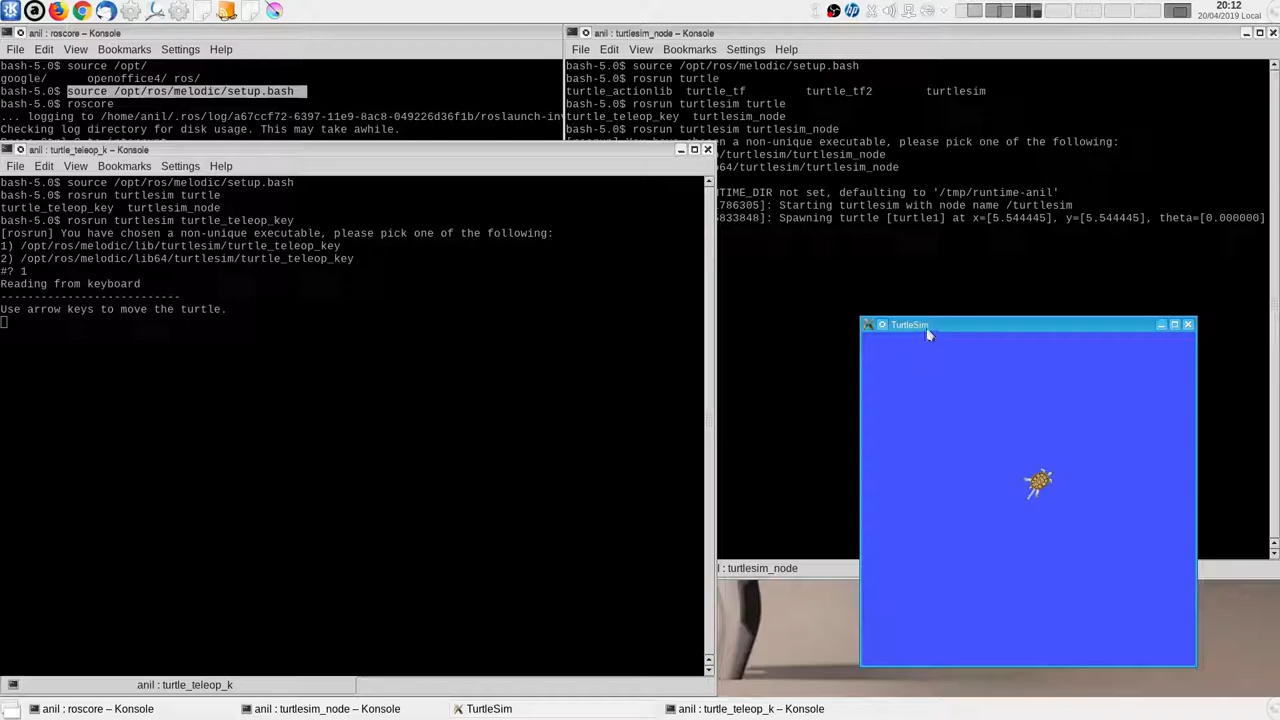 20:12
20/04/2019 Local
anil : roscore – Konsole
File Edit View Bookmarks Settings Help
bash-5.0$ source /opt/
google/ openoffice4/ ros/
bash-5.0$ source /opt/ros/melodic/setup.bash
bash-5.0$ roscore
... logging to /home/anil/.ros/log/a67ccf72-6397-11e9-8ac8-049226d36f1b/roslaunch-in
Checking log directory for disk usage. This may take awhile.
anil : turtlesim_node – Konsole
File Edit View Bookmarks Settings Help
bash-5.0$ source /opt/ros/melodic/setup.bash
bash-5.0$ rosrun turtle
turtle_actionlib turtle_tf turtle_tf2 turtlesim
bash-5.0$ rosrun turtlesim turtle
turtle_teleop_key turtlesim_node
bash-5.0$ rosrun turtlesim turtlesim_node
a non-unique executable, please pick one of the following:
/turtlesim/turtlesim_node
b64/turtlesim/turtlesim_node
NTIME_DIR not set, defaulting to '/tmp/runtime-anil'
786305]: Starting turtlesim with node name /turtlesim
5833848]: Spawning turtle [turtle1] at x=[5.544445], y=[5.544445], theta=[0.000000]
il : turtlesim_node
anil : turtle_teleop_k – Konsole
File Edit View Bookmarks Settings Help
bash-5.0$ source /opt/ros/melodic/setup.bash
bash-5.0$ rosrun turtlesim turtle
turtle_teleop_key turtlesim_node
bash-5.0$ rosrun turtlesim turtle_teleop_key
[rosrun] You have chosen a non-unique executable, please pick one of the following:
1) /opt/ros/melodic/lib/turtlesim/turtle_teleop_key
2) /opt/ros/melodic/lib64/turtlesim/turtle_teleop_key
#? 1
Reading from keyboard
---------------------------
Use arrow keys to move the turtle.
anil : turtle_teleop_k
TurtleSim
anil : roscore – Konsole
anil : turtlesim_node – Konsole
TurtleSim
anil : turtle_teleop_k – Konsole